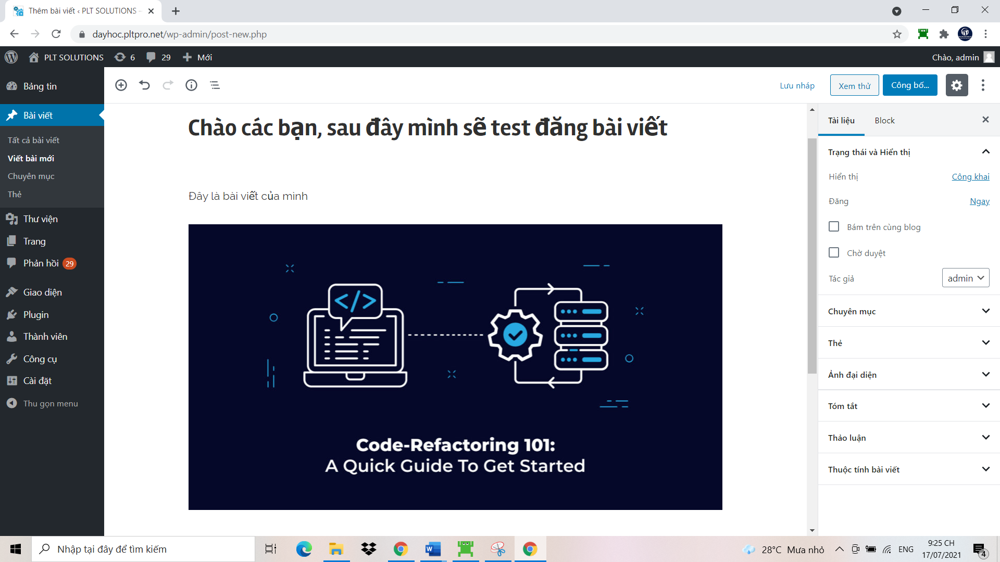 Thêm bài viết ‹ PLT SOLUTIONS –
dayhoc.pltpro.net/wp-admin/post-new.php
PLT SOLUTIONS
6
29
Mới
Chào, admin
Bảng tin
Bài viết
Tất cả bài viết
Viết bài mới
Chuyên mục
Thẻ
Thư viện
Trang
Phản hồi 29
Giao diện
Plugin
Thành viên
Công cụ
Cài đặt
Thu gọn menu
Lưu nháp
Xem thử
Công bố...
Chào các bạn, sau đây mình sẽ test đăng bài viết
Đây là bài viết của mình
</>
Code-Refactoring 101:
A Quick Guide To Get Started
Tài liệu
Block
Trạng thái và Hiển thị
Hiển thị
Công khai
Đăng
Ngay
Bám trên cùng blog
Chờ duyệt
Tác giả
admin
Chuyên mục
Thẻ
Ảnh đại diện
Tóm tắt
Thảo luận
Thuộc tính bài viết
Nhập tại đây để tìm kiếm
28°C Mưa nhỏ
ENG
9:25 CH
17/07/2021
4